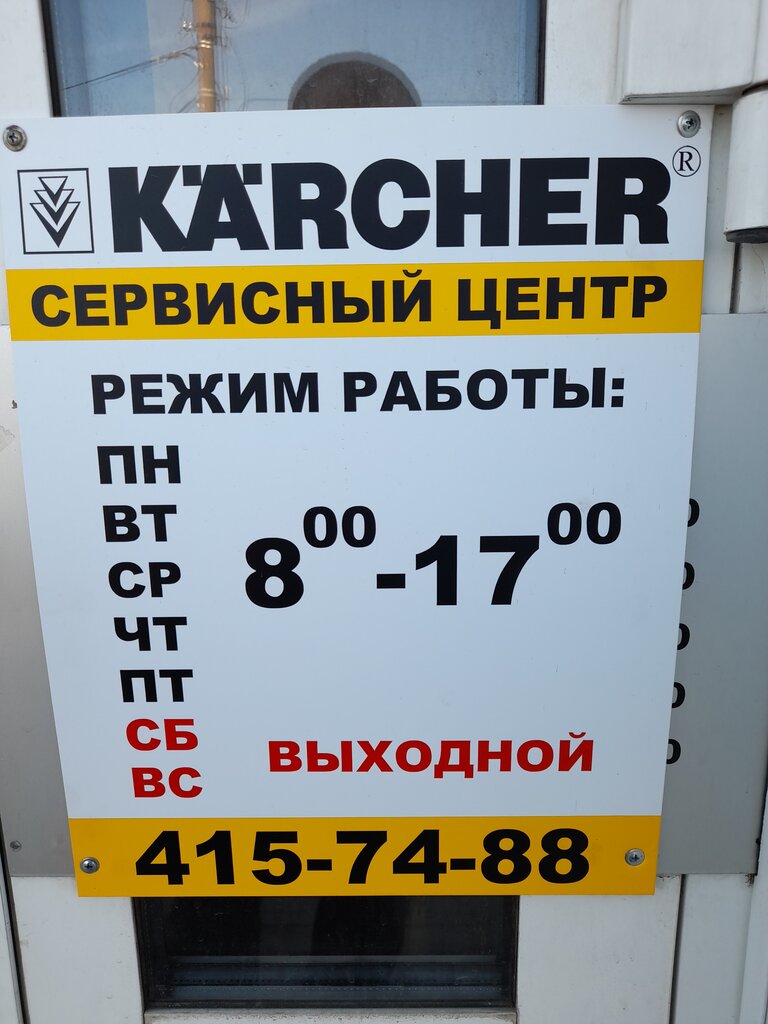 KÄRCHER®
СЕРВИСНЫЙ ЦЕНТР
РЕЖИМ РАБОТЫ:
ПН
ВТ
СР
ЧТ
ПТ
8⁰⁰-17⁰⁰
СБ
ВС
ВЫХОДНОЙ
415-74-88